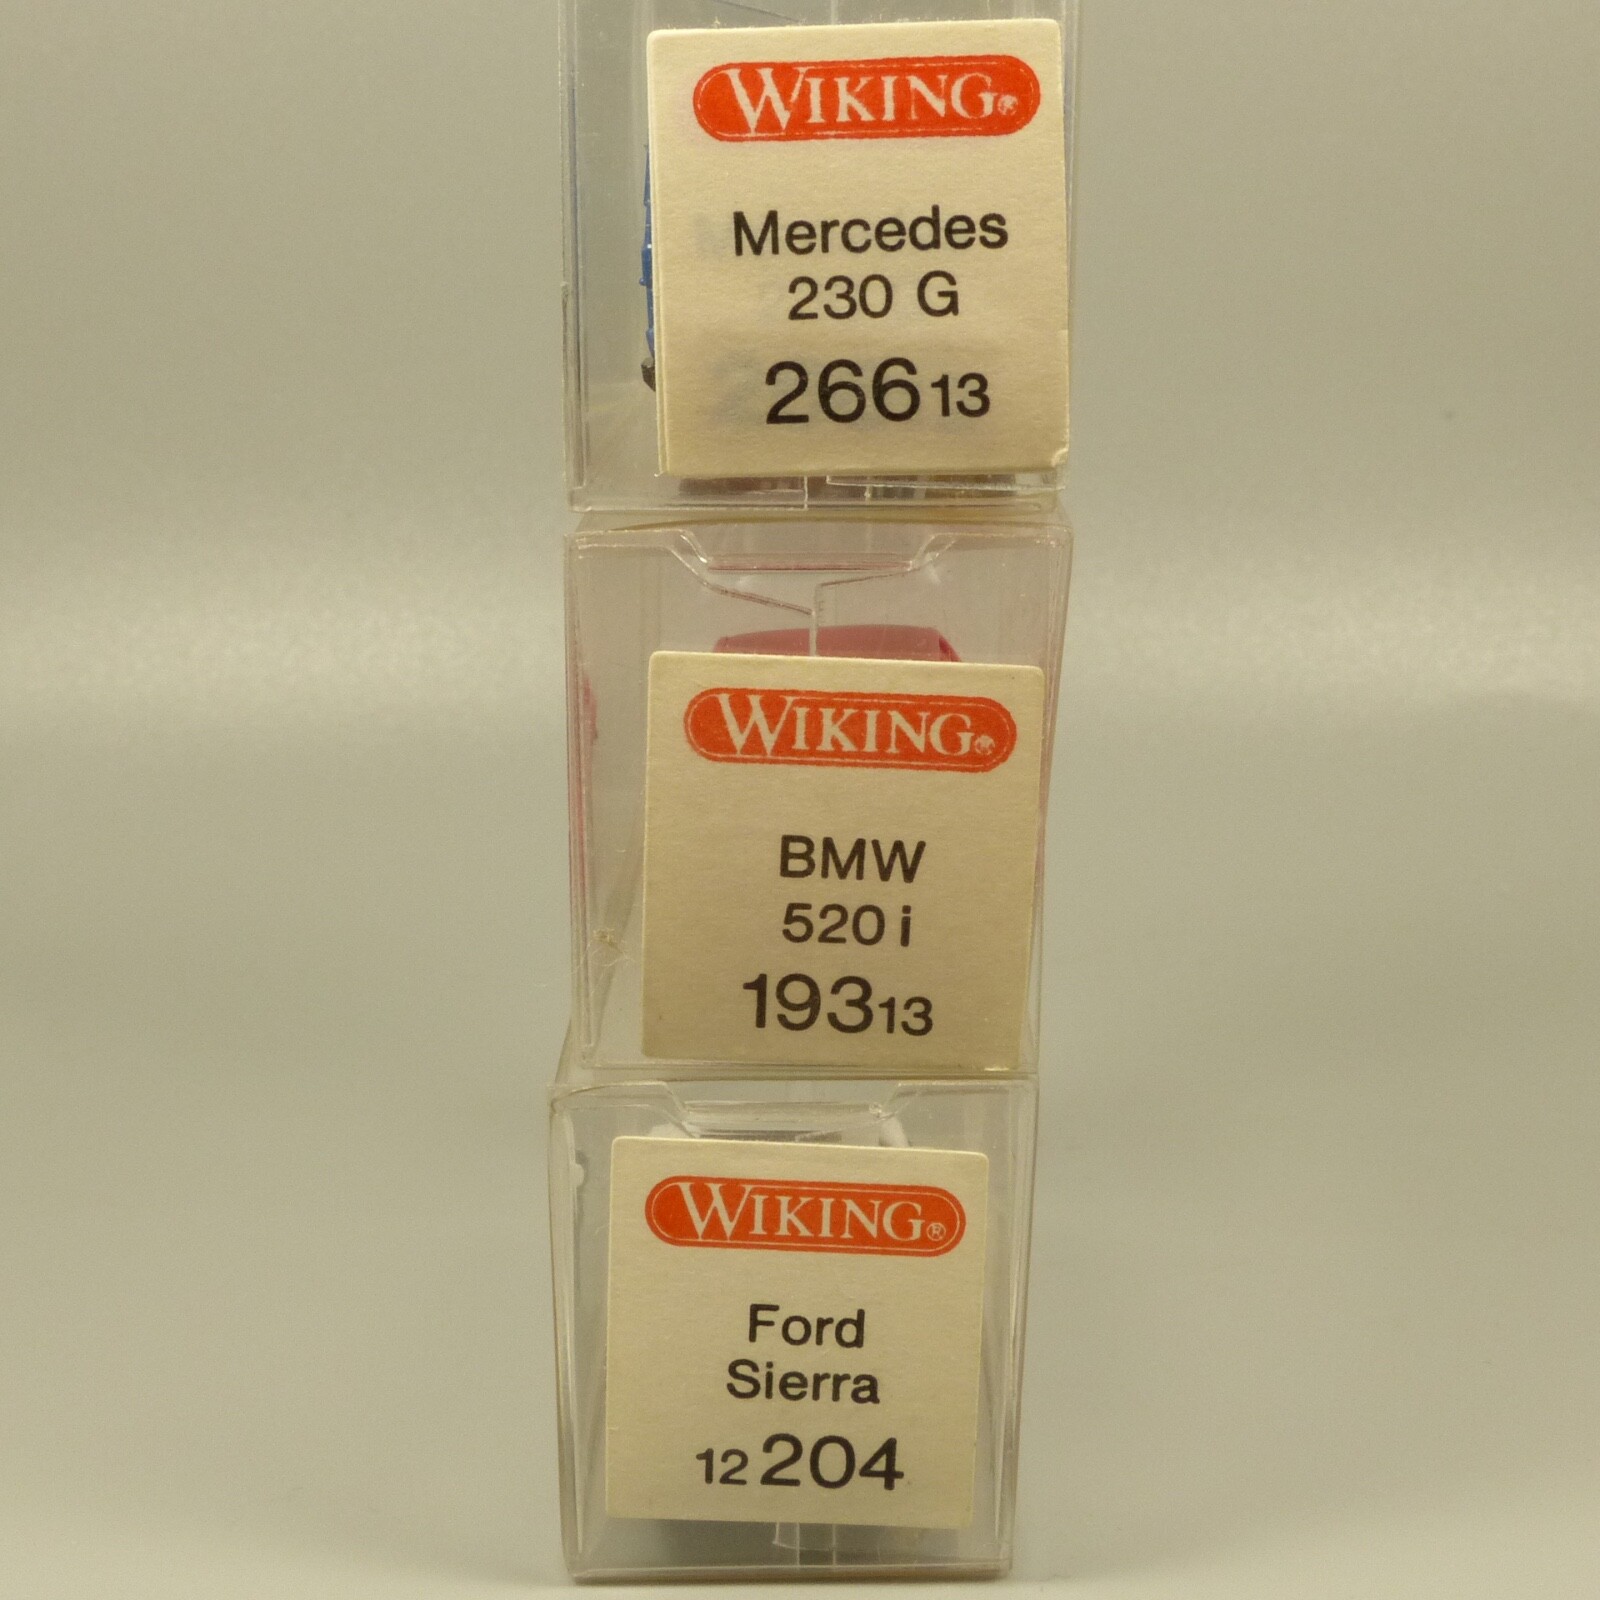 WIKING®
Mercedes
230 G
266 13
WIKING®
BMW
520 i
193 13
WIKING®
Ford
Sierra
12 204